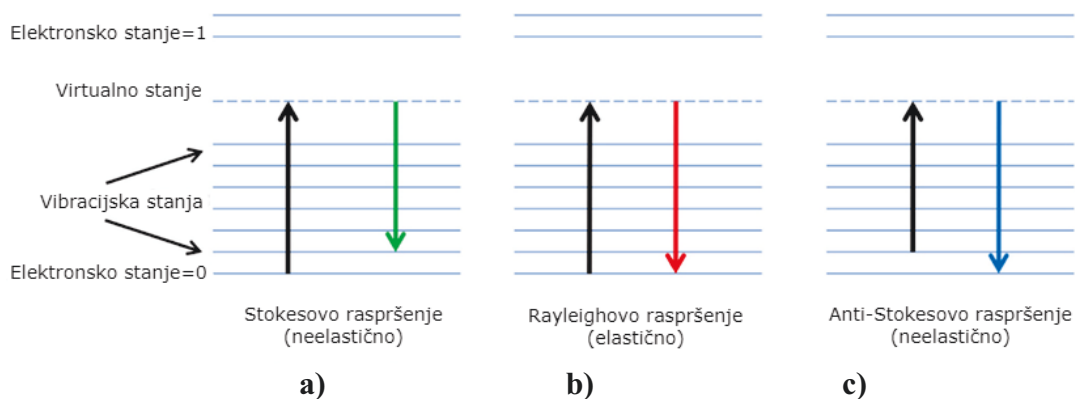 Elektronsko stanje=1
Virtualno stanje
Vibracijska stanja
Elektronsko stanje=0
Stokesovo raspršenje
(neelastično)
Rayleighovo raspršenje
(elastično)
Anti-Stokesovo raspršenje
(neelastično)
a)
b)
c)